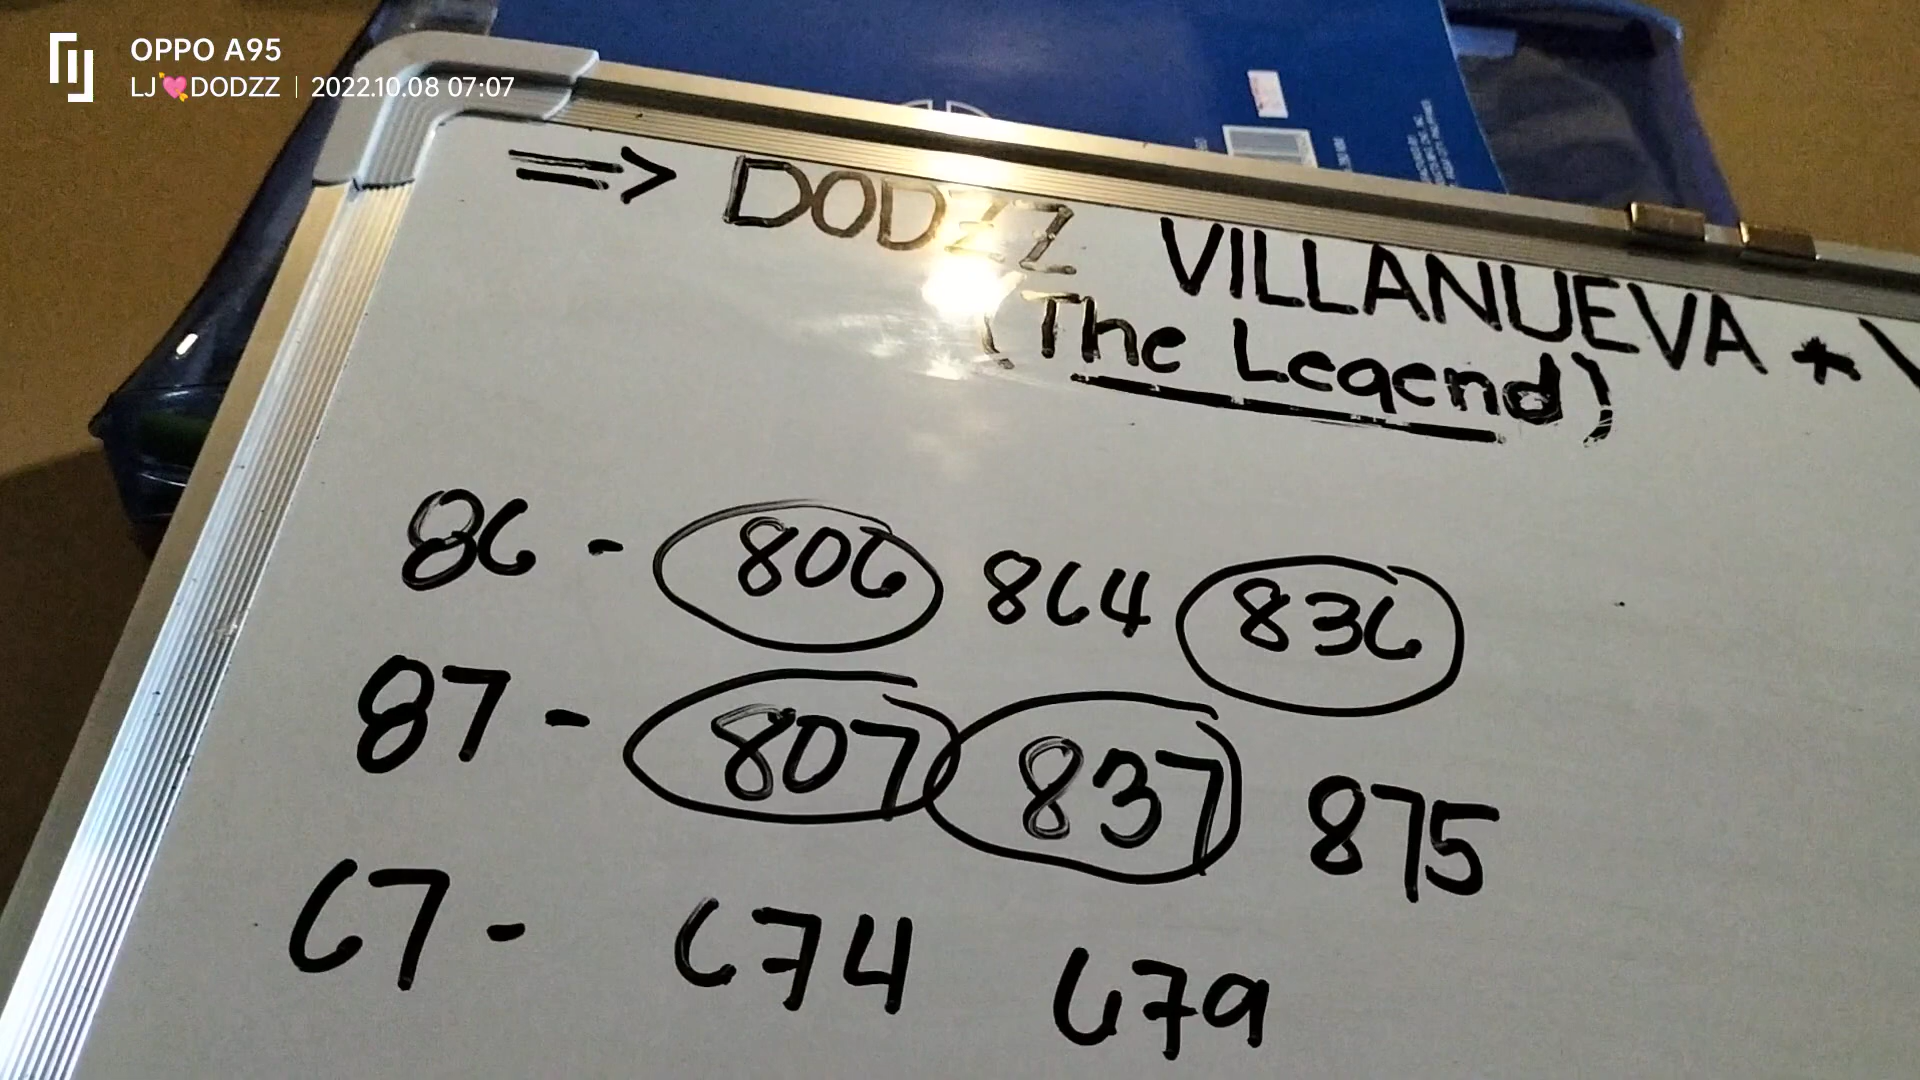 OPPO A95
LJ💘DODZZ | 2022.10.08 07:07
=> DODZZ VILLANUEVA *
(The Legend)
86 - 806 864 836
87 - 807 837 875
67 - 674 679